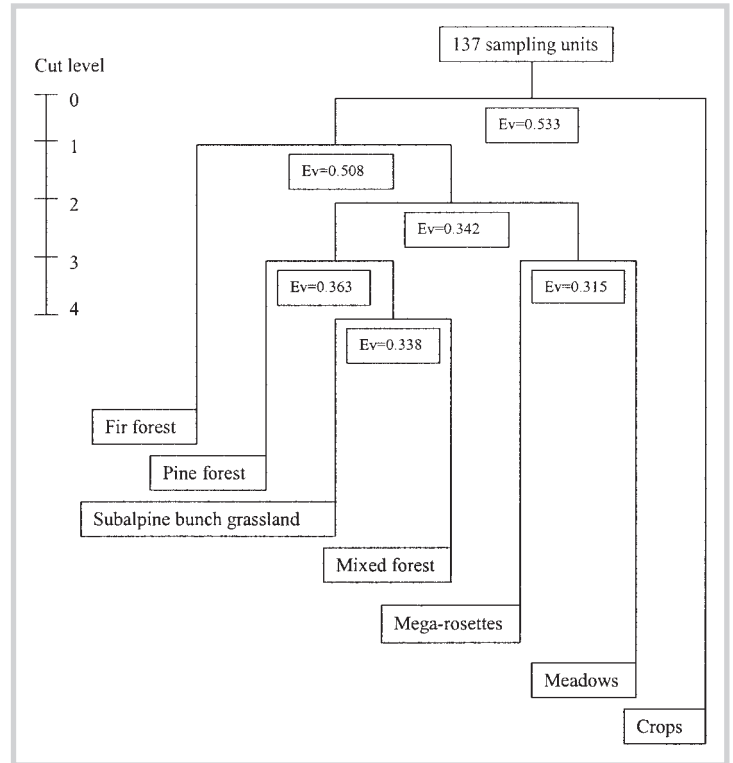 137 sampling units
Cut level
0
Ev=0.533
1
Ev=0.508
2
Ev=0.342
3
Ev=0.363
Ev=0.315
4
Ev=0.338
Fir forest
Pine forest
Subalpine bunch grassland
Mixed forest
Mega-rosettes
Meadows
Crops